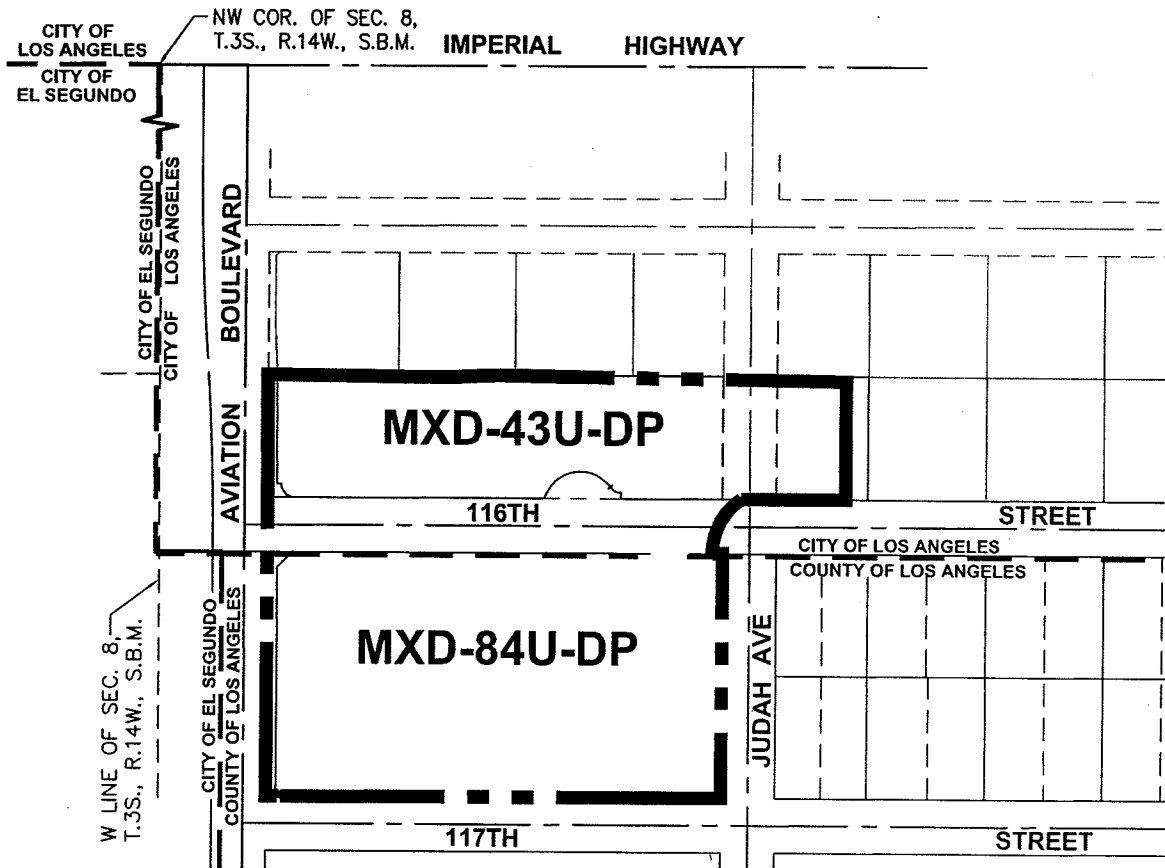 CITY OF
LOS ANGELES
CITY OF
EL SEGUNDO
NW COR. OF SEC. 8,
T.3S., R.14W., S.B.M.
IMPERIAL HIGHWAY
CITY OF EL SEGUNDO
CITY OF LOS ANGELES
AVIATION BOULEVARD
MXD-43U-DP
116TH STREET
CITY OF LOS ANGELES
COUNTY OF LOS ANGELES
MXD-84U-DP
JUDAH AVE
W LINE OF SEC. 8,
T.3S., R.14W., S.B.M.
CITY OF EL SEGUNDO
COUNTY OF LOS ANGELES
117TH STREET